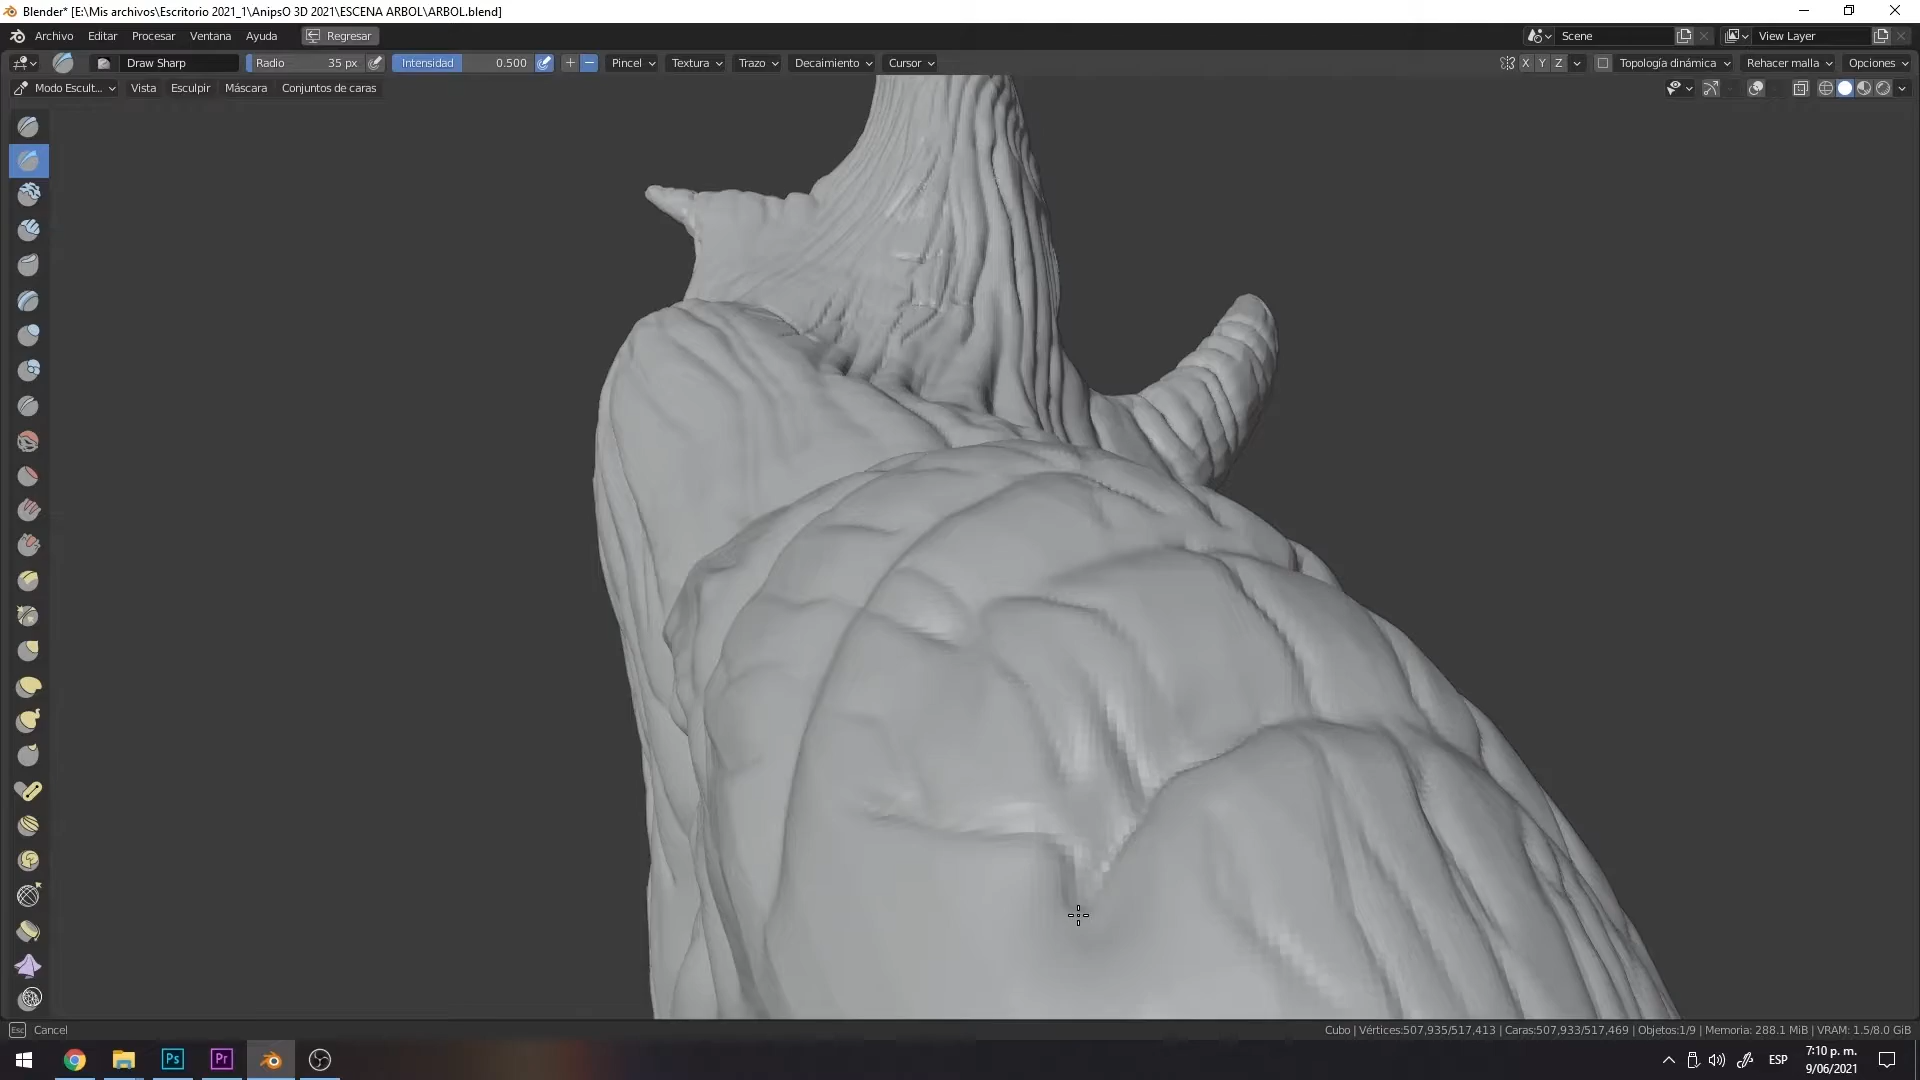 Blender* [E:\Mis archivos\Escritorio 2021_1\AnipsO 3D 2021\ESCENA ARBOL\ARBOL.blend]
Archivo Editar Procesar Ventana Ayuda Regresar Scene View Layer
Draw Sharp Radio 35 px Intensidad 0.500 Pincel Textura Trazo Decaimiento Cursor X Y Z Topología dinámica Rehacer malla Opciones
Modo Escult... Vista Esculpir Máscara Conjuntos de caras
Esc Cancel Cubo | Vértices:507,935/517,413 | Caras:507,933/517,469 | Objetos:1/9 | Memoria: 288.1 MiB | VRAM: 1.5/8.0 GiB
Ps Pr ESP 7:10 p. m.
9/06/2021